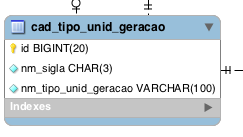 cad_tipo_unid_geracao
id BIGINT(20)
nm_sigla CHAR(3)
nm_tipo_unid_geracao VARCHAR(100)
Indexes